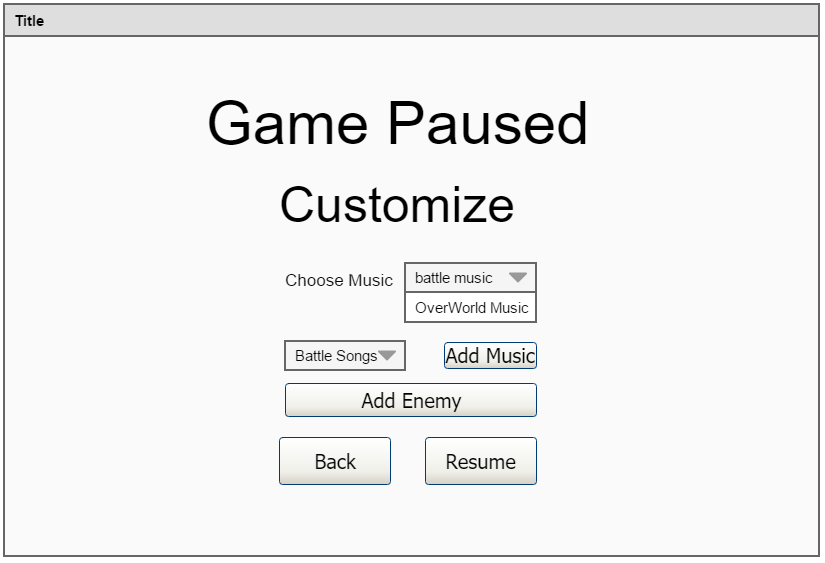 Title
Game Paused
Customize
Choose Music battle music
OverWorld Music
Battle Songs Add Music
Add Enemy
Back Resume